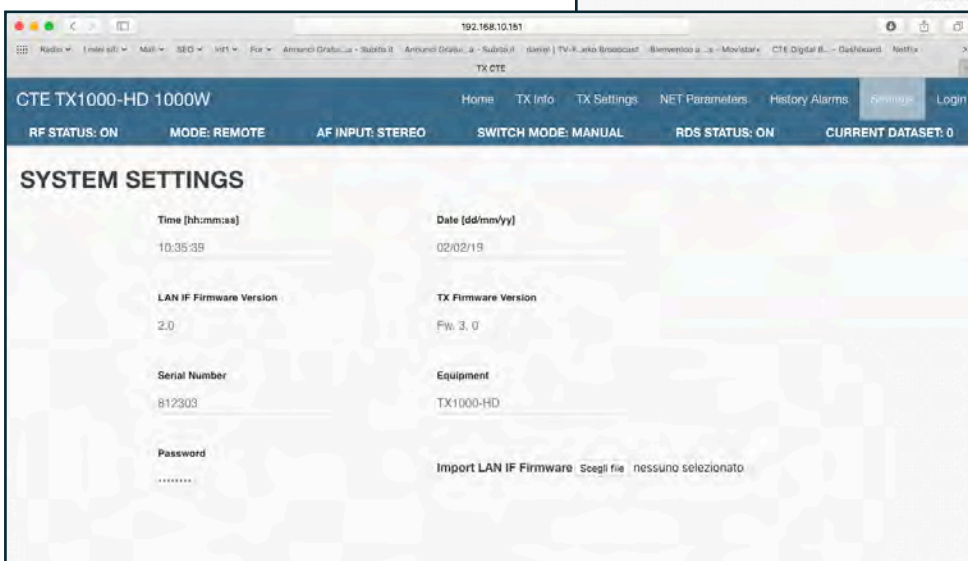 192.168.10.161
TX CTE
CTE TX1000-HD 1000W Home TX Info TX Settings NET Parameters History Alarms Settings Login
RF STATUS: ON MODE: REMOTE AF INPUT: STEREO SWITCH MODE: MANUAL RDS STATUS: ON CURRENT DATASET: 0
SYSTEM SETTINGS
Time [hh:mm:ss] Date [dd/mm/yy]
10:35:39 02/02/19
LAN IF Firmware Version TX Firmware Version
2.0 Fw. 3. 0
Serial Number Equipment
812303 TX1000-HD
Password
Import LAN IF Firmware Scegli file nessuno selezionato
........